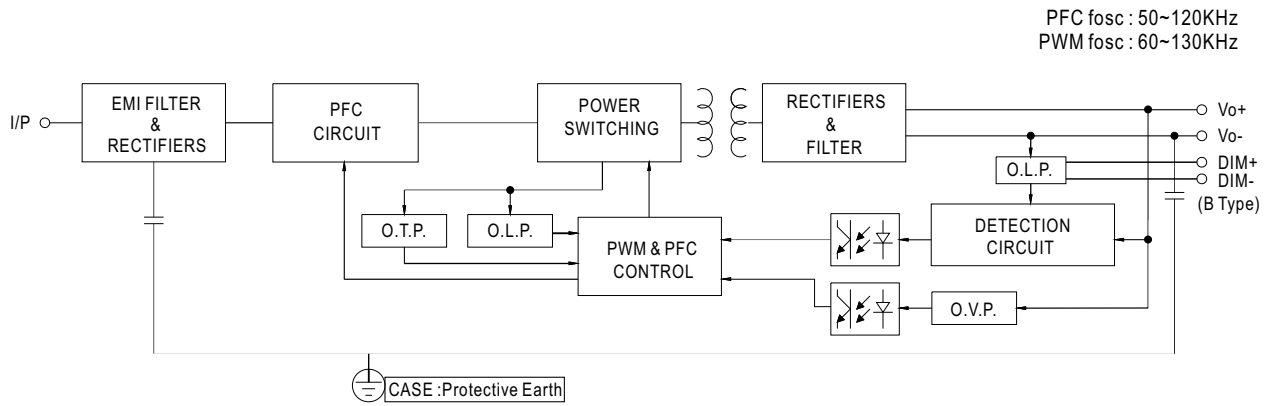 PFC fosc : 50~120KHz
PWM fosc : 60~130KHz
I/P
EMI FILTER
&
RECTIFIERS
PFC
CIRCUIT
POWER
SWITCHING
RECTIFIERS
&
FILTER
Vo+
Vo-
DIM+
DIM-
(B Type)
O.L.P.
O.T.P.
O.L.P.
PWM & PFC
CONTROL
DETECTION
CIRCUIT
O.V.P.
CASE :Protective Earth